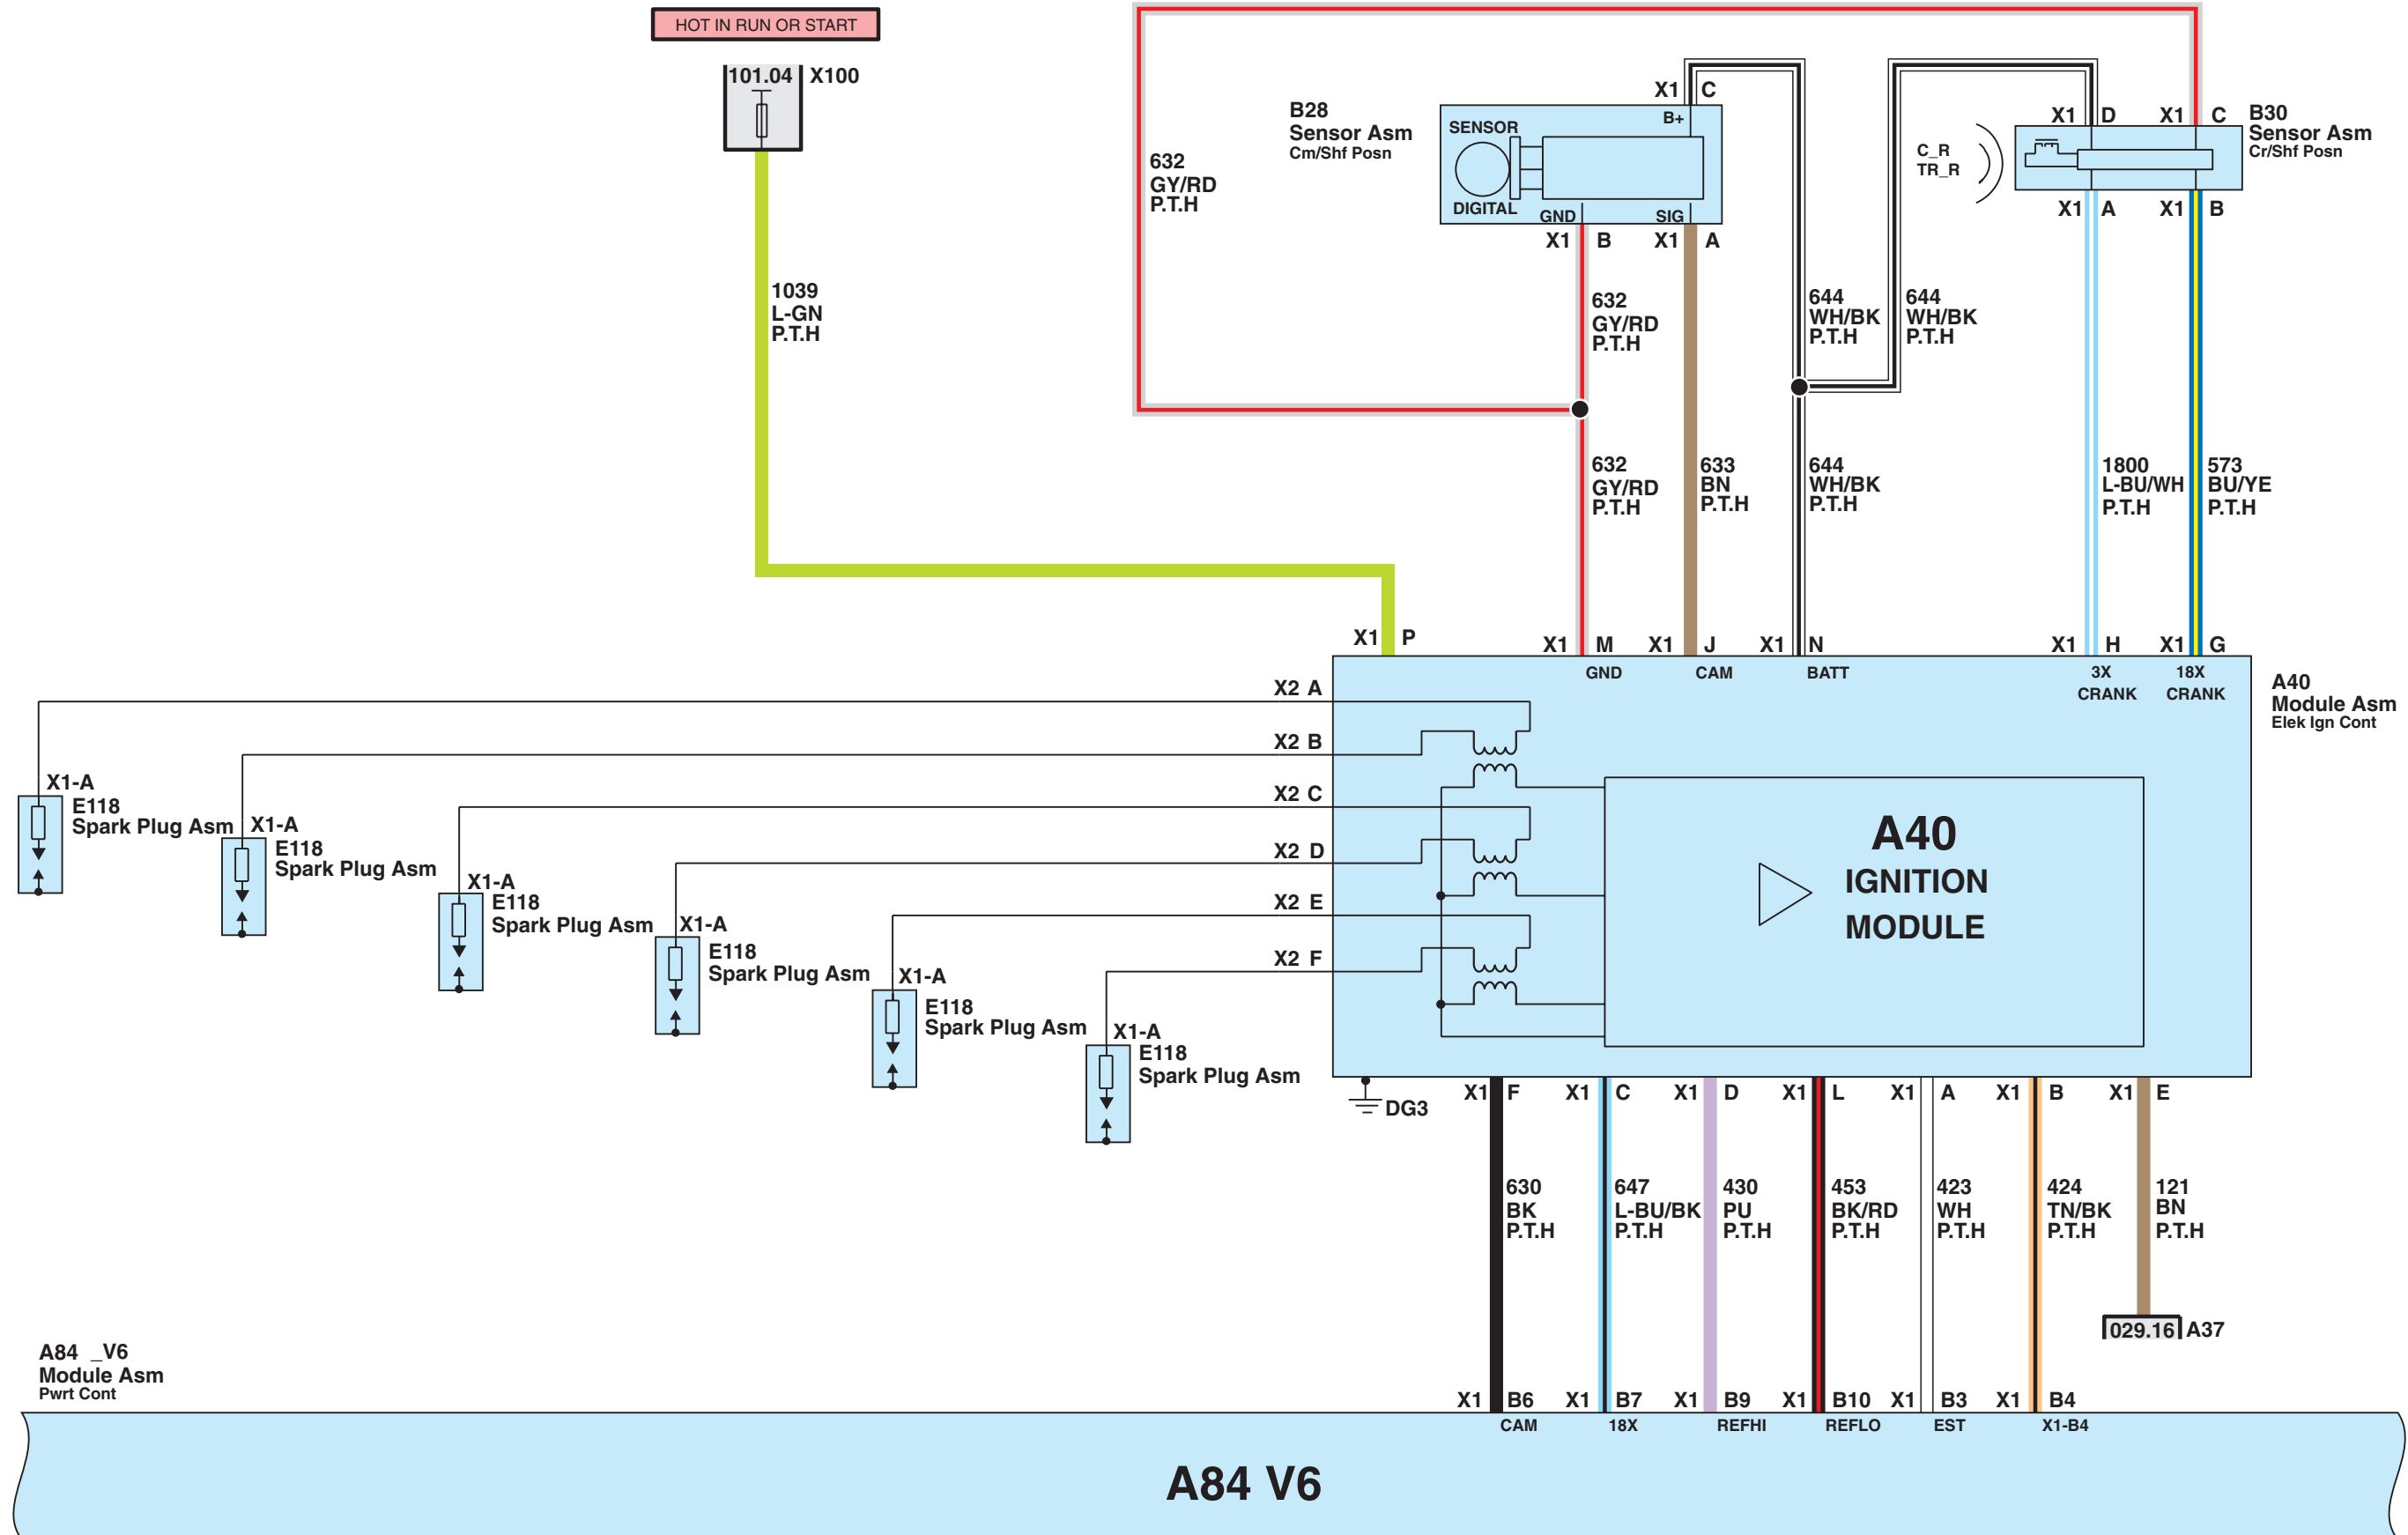 HOT IN RUN OR START
101.04 X100
1039
L-GN
P.T.H
632
GY/RD
P.T.H
B28
Sensor Asm
Cm/Shf Posn
X1 C
B+
SENSOR
DIGITAL
GND
SIG
X1 B
X1 A
632
GY/RD
P.T.H
644
WH/BK
P.T.H
644
WH/BK
P.T.H
C_R
TR_R
X1 D
X1 C
B30
Sensor Asm
Cr/Shf Posn
X1 A
X1 B
632
GY/RD
P.T.H
633
BN
P.T.H
644
WH/BK
P.T.H
1800
L-BU/WH
P.T.H
573
BU/YE
P.T.H
X1 P
X1 M
X1 J
X1 N
X1 H
X1 G
GND
CAM
BATT
3X
CRANK
18X
CRANK
A40
Module Asm
Elek Ign Cont
X2 A
X2 B
X2 C
X2 D
X2 E
X2 F
X1-A
E118
Spark Plug Asm
X1-A
E118
Spark Plug Asm
X1-A
E118
Spark Plug Asm
X1-A
E118
Spark Plug Asm
X1-A
E118
Spark Plug Asm
X1-A
E118
Spark Plug Asm
A40
IGNITION
MODULE
DG3
X1 F
X1 C
X1 D
X1 L
X1 A
X1 B
X1 E
630
BK
P.T.H
647
L-BU/BK
P.T.H
430
PU
P.T.H
453
BK/RD
P.T.H
423
WH
P.T.H
424
TN/BK
P.T.H
121
BN
P.T.H
029.16 A37
A84 _V6
Module Asm
Pwrt Cont
X1 B6
X1 B7
X1 B9
X1 B10
X1 B3
X1 B4
CAM
18X
REFHI
REFLO
EST
X1-B4
A84 V6